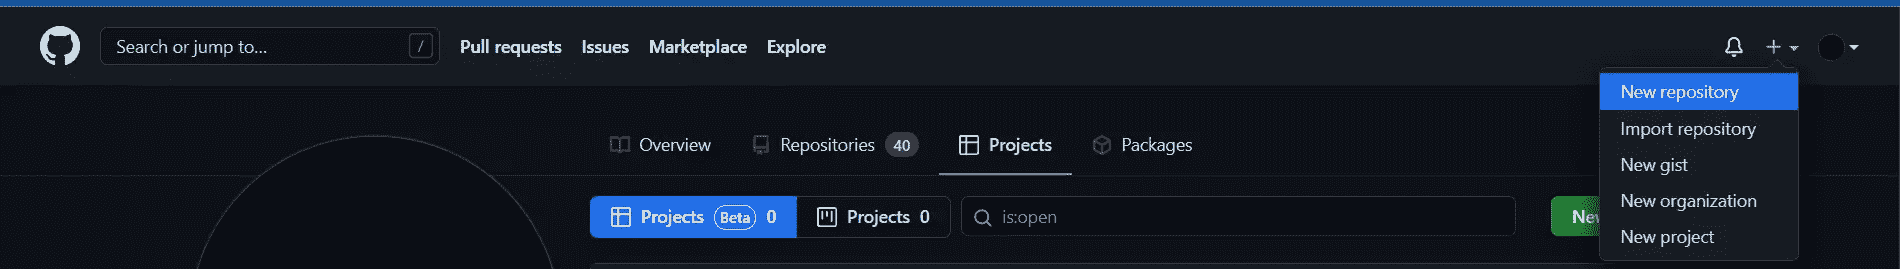 Search or jump to... /
Pull requests Issues Marketplace Explore
New repository
Import repository
New gist
New organization
New project
Overview Repositories 40 Projects Packages
Projects Beta 0 Projects 0 is:open